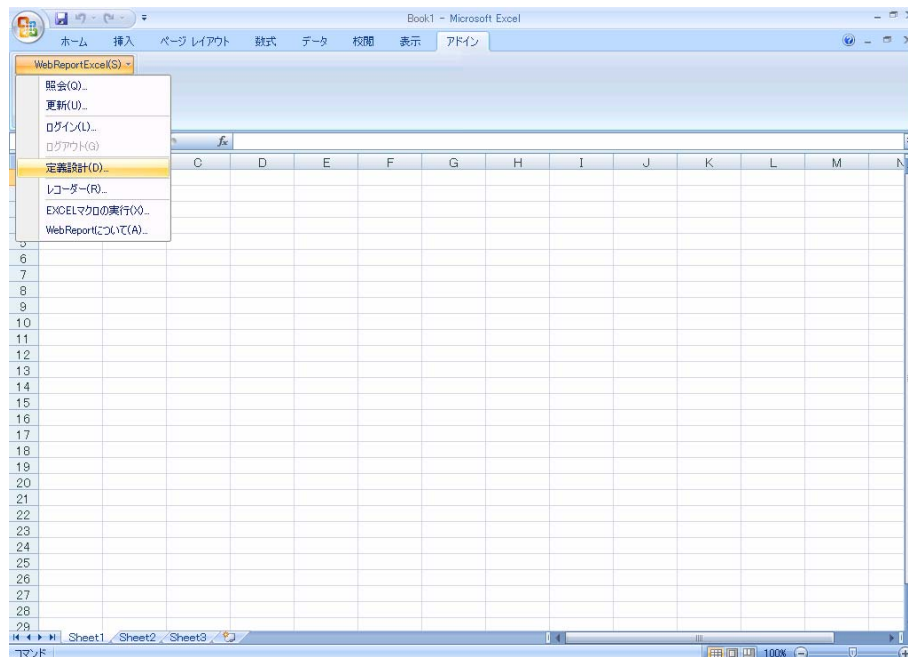 Book1 - Microsoft Excel
ホーム 挿入 ページ レイアウト 数式 データ 校閲 表示 アドイン
WebReportExcel(S)
照会(Q)...
更新(U)...
ログイン(L)...
ログアウト(G)
定義設計(D)...
レコーダー(R)...
EXCELマクロの実行(X)...
WebReportについて(A)...
fx
C D E F G H I J K L M N
5
6
7
8
9
10
11
12
13
14
15
16
17
18
19
20
21
22
23
24
25
26
27
28
29
Sheet1 Sheet2 Sheet3
コマンド 100%